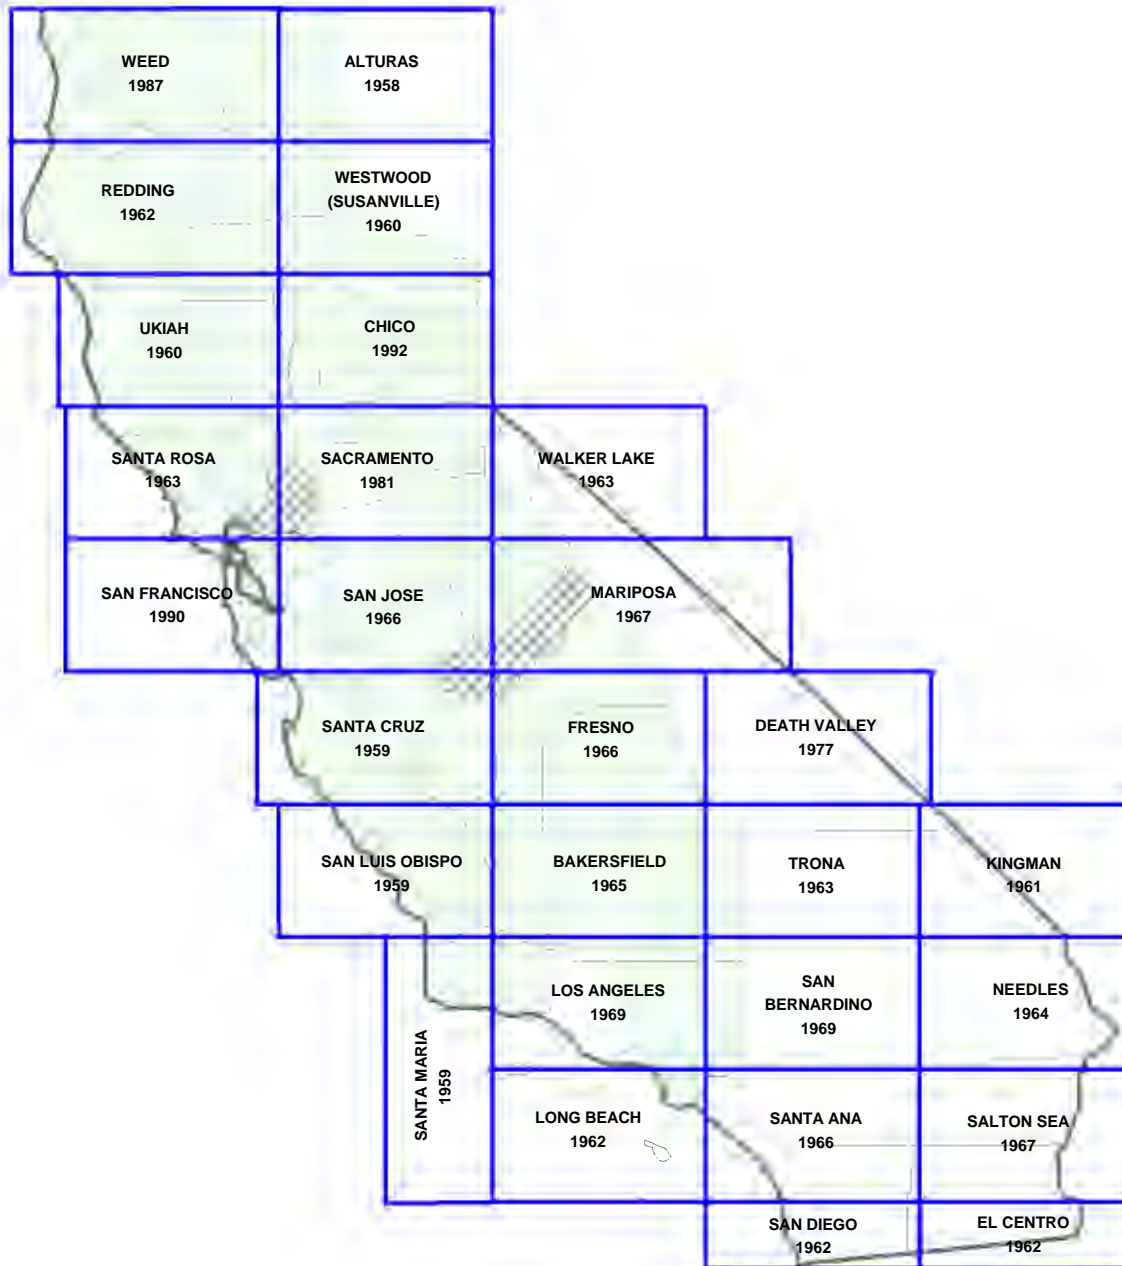 WEED
1987
ALTURAS
1958
REDDING
1962
WESTWOOD
(SUSANVILLE)
1960
UKIAH
1960
CHICO
1992
SANTA ROSA
1963
SACRAMENTO
1981
WALKER LAKE
1963
SAN FRANCISCO
1990
SAN JOSE
1966
MARIPOSA
1967
SANTA CRUZ
1959
FRESNO
1966
DEATH VALLEY
1977
SAN LUIS OBISPO
1959
BAKERSFIELD
1965
TRONA
1963
KINGMAN
1961
SANTA MARIA
1959
LOS ANGELES
1969
SAN
BERNARDINO
1969
NEEDLES
1964
LONG BEACH
1962
SANTA ANA
1966
SALTON SEA
1967
SAN DIEGO
1962
EL CENTRO
1962